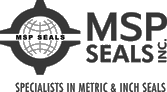 MSP SEALS
MSP
SEALS INC.
SPECIALISTS IN METRIC & INCH SEALS